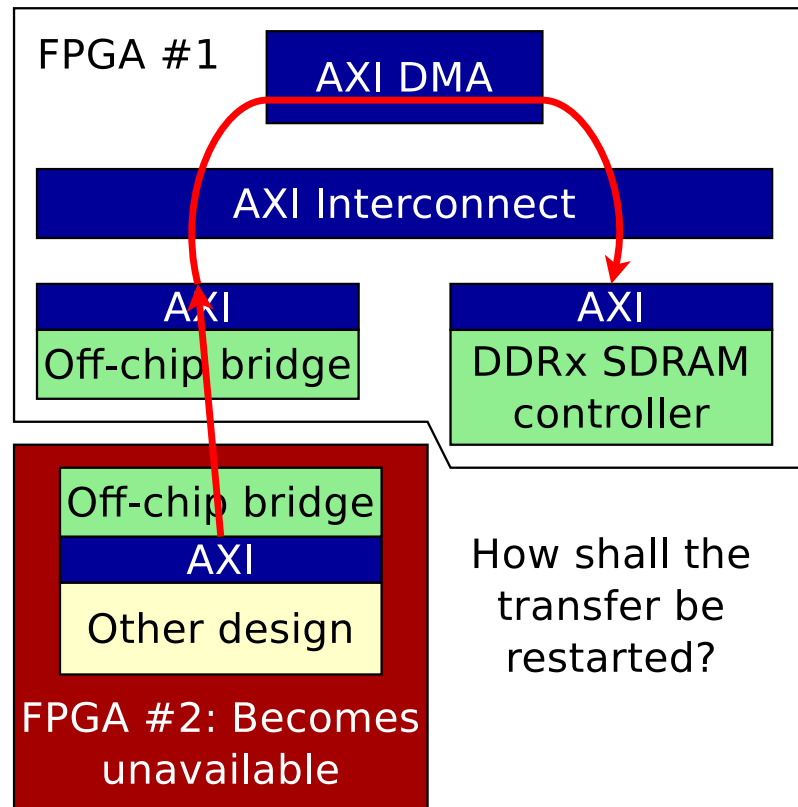 FPGA #1
AXI DMA
AXI Interconnect
AXI
Off-chip bridge
AXI
DDRx SDRAM
controller
Off-chip bridge
AXI
Other design
FPGA #2: Becomes
unavailable
How shall the
transfer be
restarted?